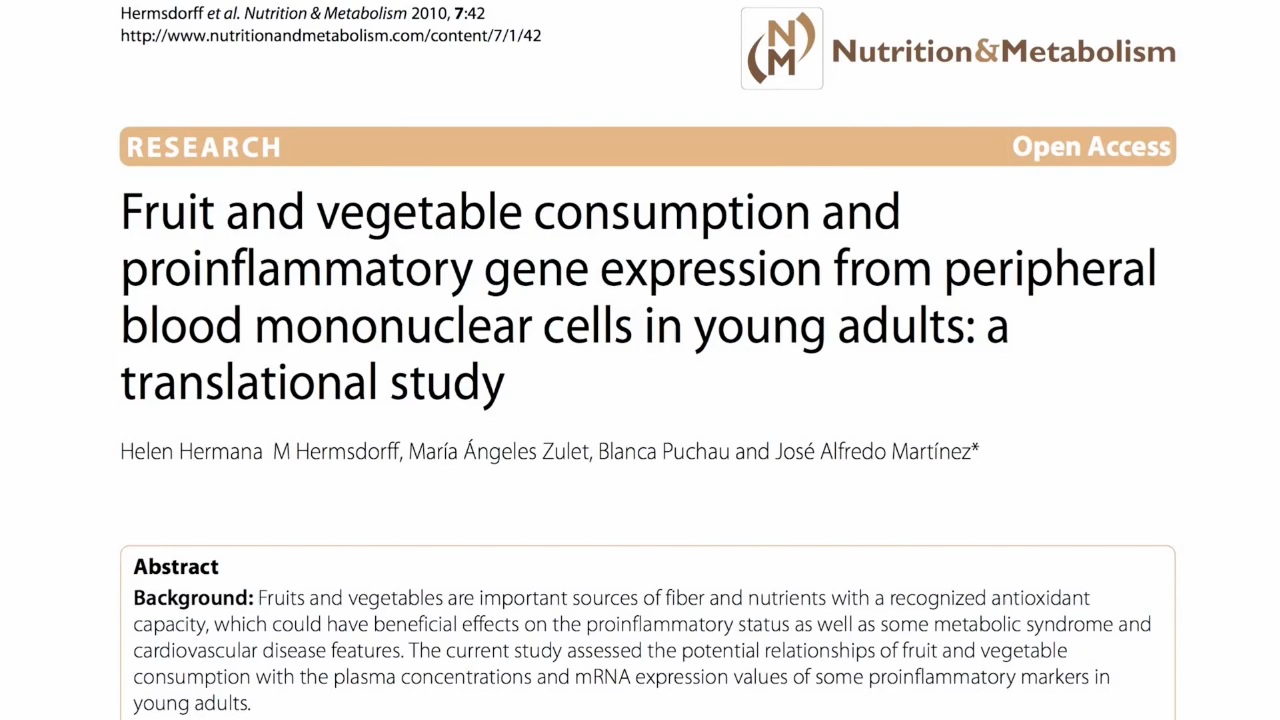 Hermsdorff et al. Nutrition & Metabolism 2010, 7:42
http://www.nutritionandmetabolism.com/content/7/1/42
NM Nutrition&Metabolism
RESEARCH Open Access
Fruit and vegetable consumption and
proinflammatory gene expression from peripheral
blood mononuclear cells in young adults: a
translational study
Helen Hermana M Hermsdorff, María Ángeles Zulet, Blanca Puchau and José Alfredo Martínez*
Abstract
Background: Fruits and vegetables are important sources of fiber and nutrients with a recognized antioxidant
capacity, which could have beneficial effects on the proinflammatory status as well as some metabolic syndrome and
cardiovascular disease features. The current study assessed the potential relationships of fruit and vegetable
consumption with the plasma concentrations and mRNA expression values of some proinflammatory markers in
young adults.